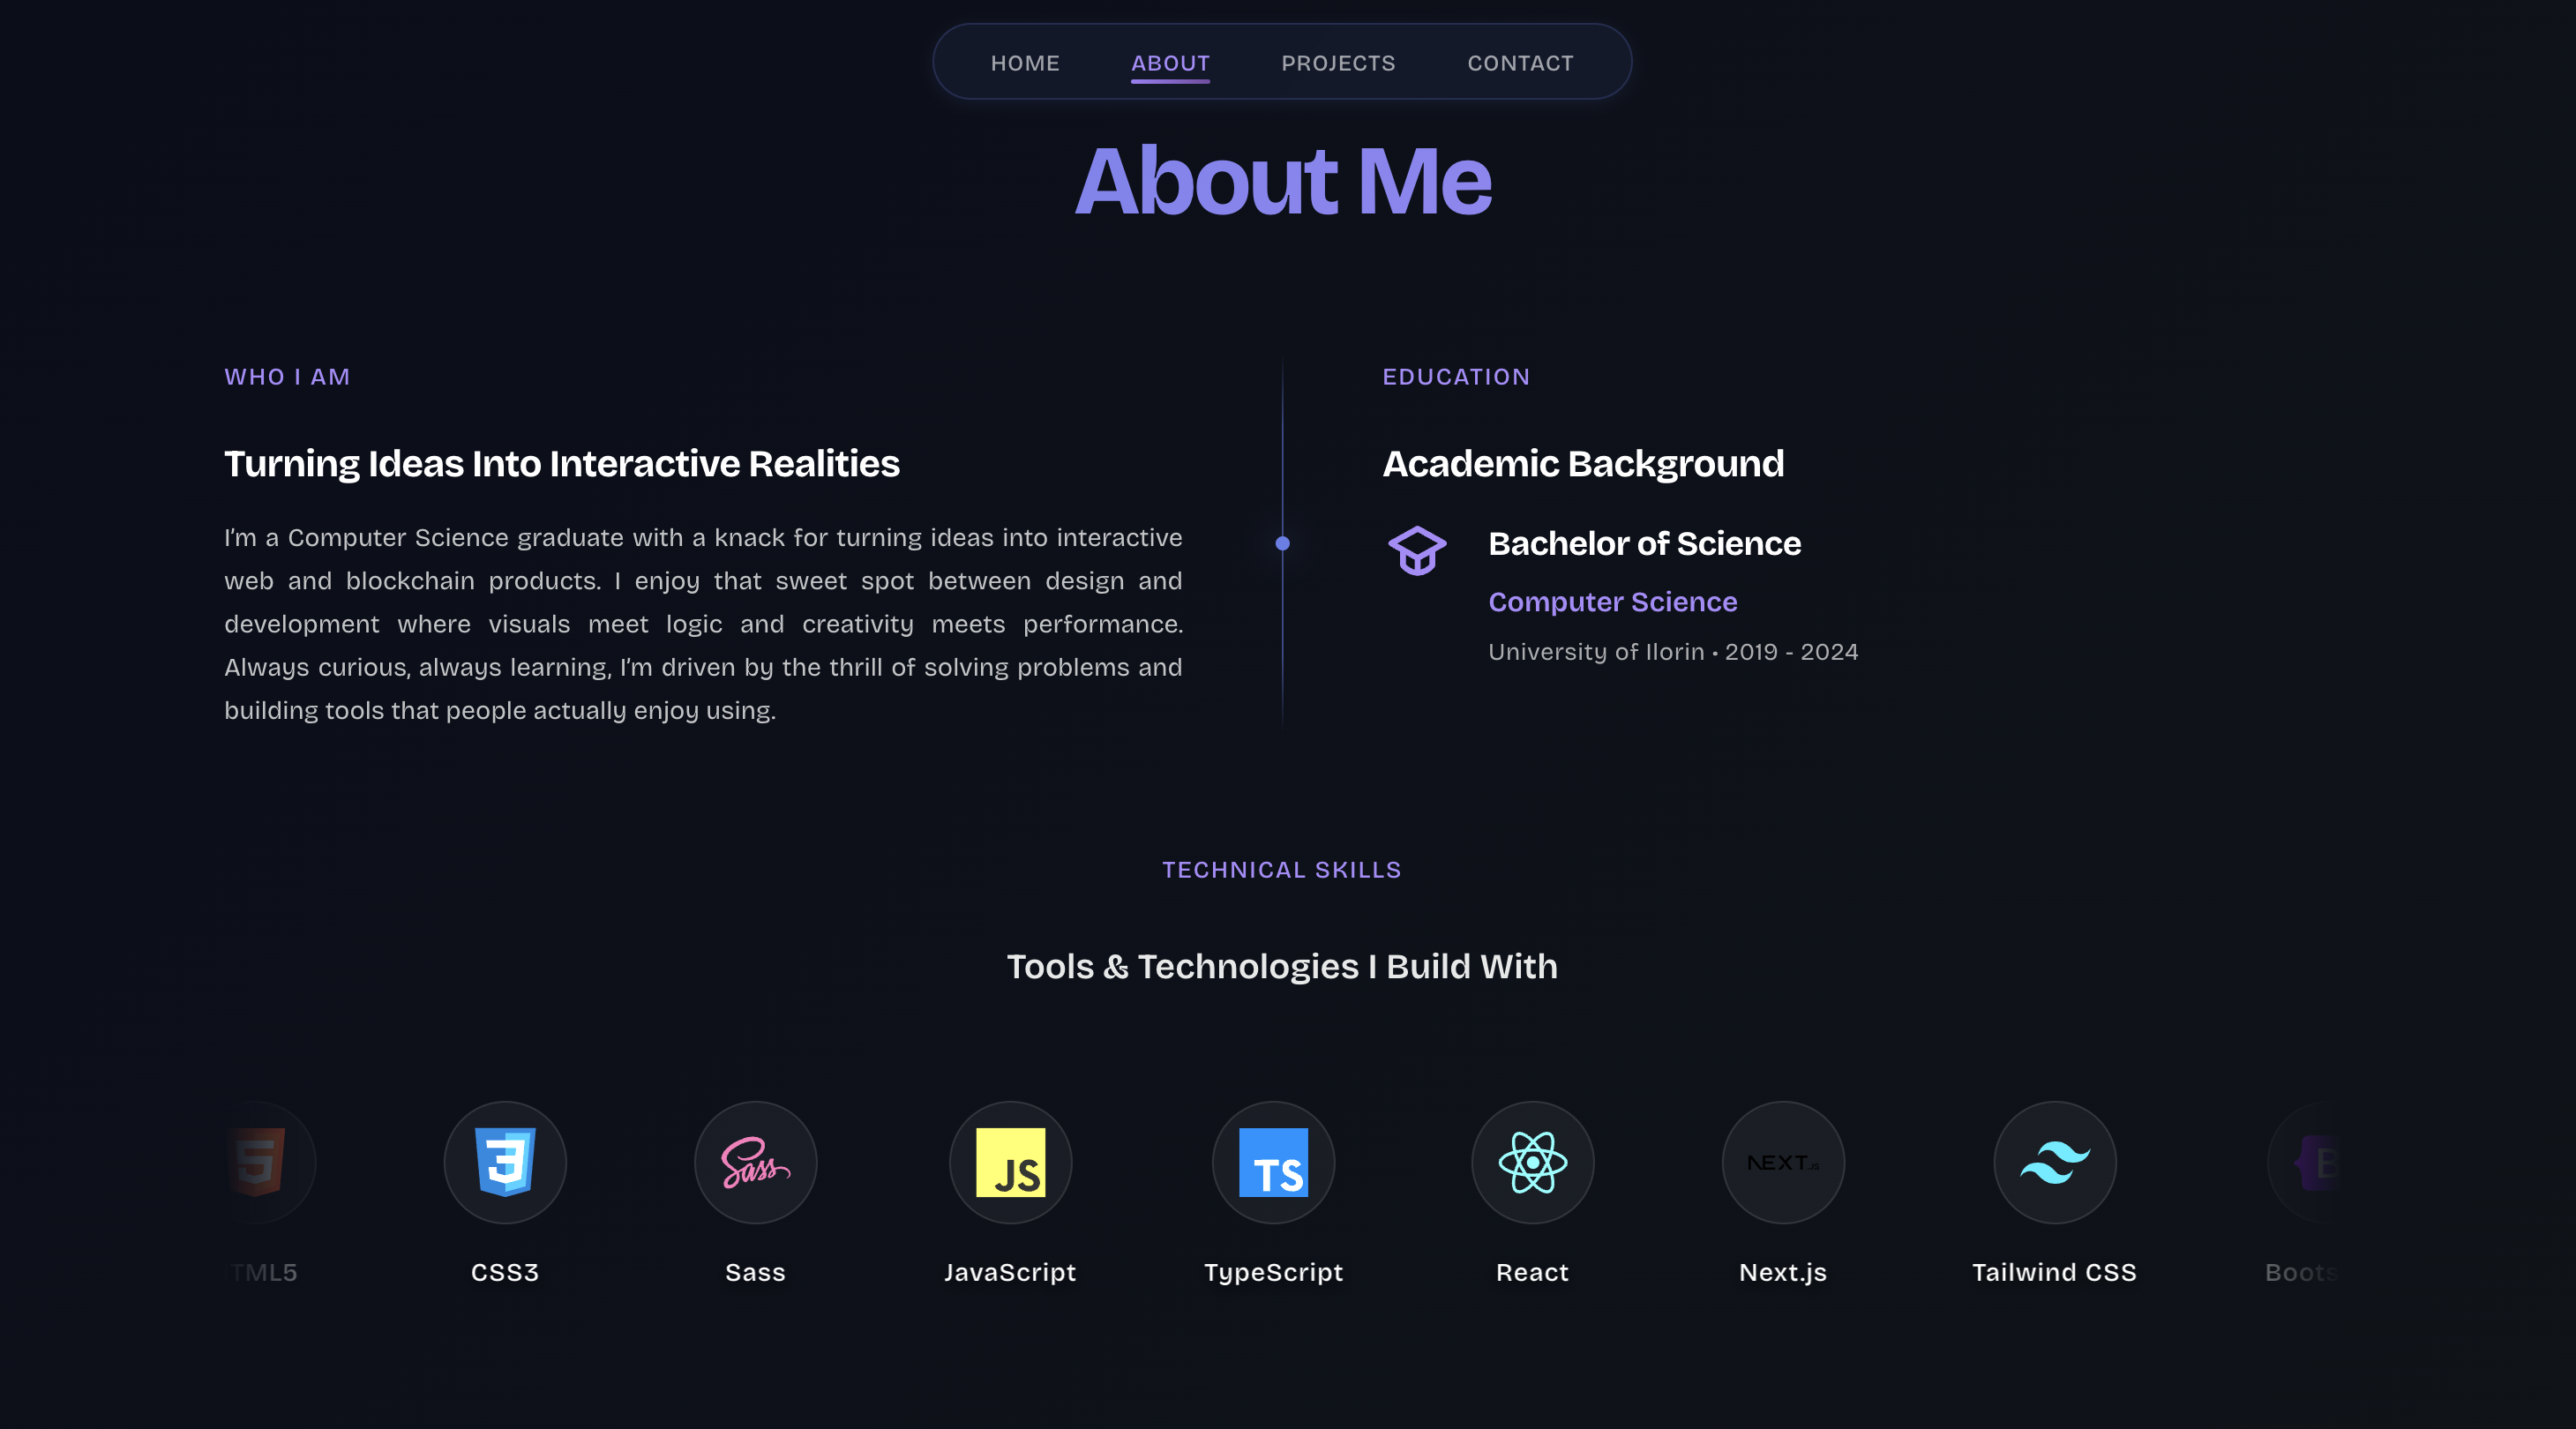 HOME ABOUT PROJECTS CONTACT
About Me
WHO I AM
Turning Ideas Into Interactive Realities
I'm a Computer Science graduate with a knack for turning ideas into interactive
web and blockchain products. I enjoy that sweet spot between design and
development where visuals meet logic and creativity meets performance.
Always curious, always learning, I'm driven by the thrill of solving problems and
building tools that people actually enjoy using.
EDUCATION
Academic Background
Bachelor of Science
Computer Science
University of Ilorin • 2019 - 2024
TECHNICAL SKILLS
Tools & Technologies I Build With
5 3 Sass JS TS NEXT.JS B
TML5 CSS3 Sass JavaScript TypeScript React Next.js Tailwind CSS Boots